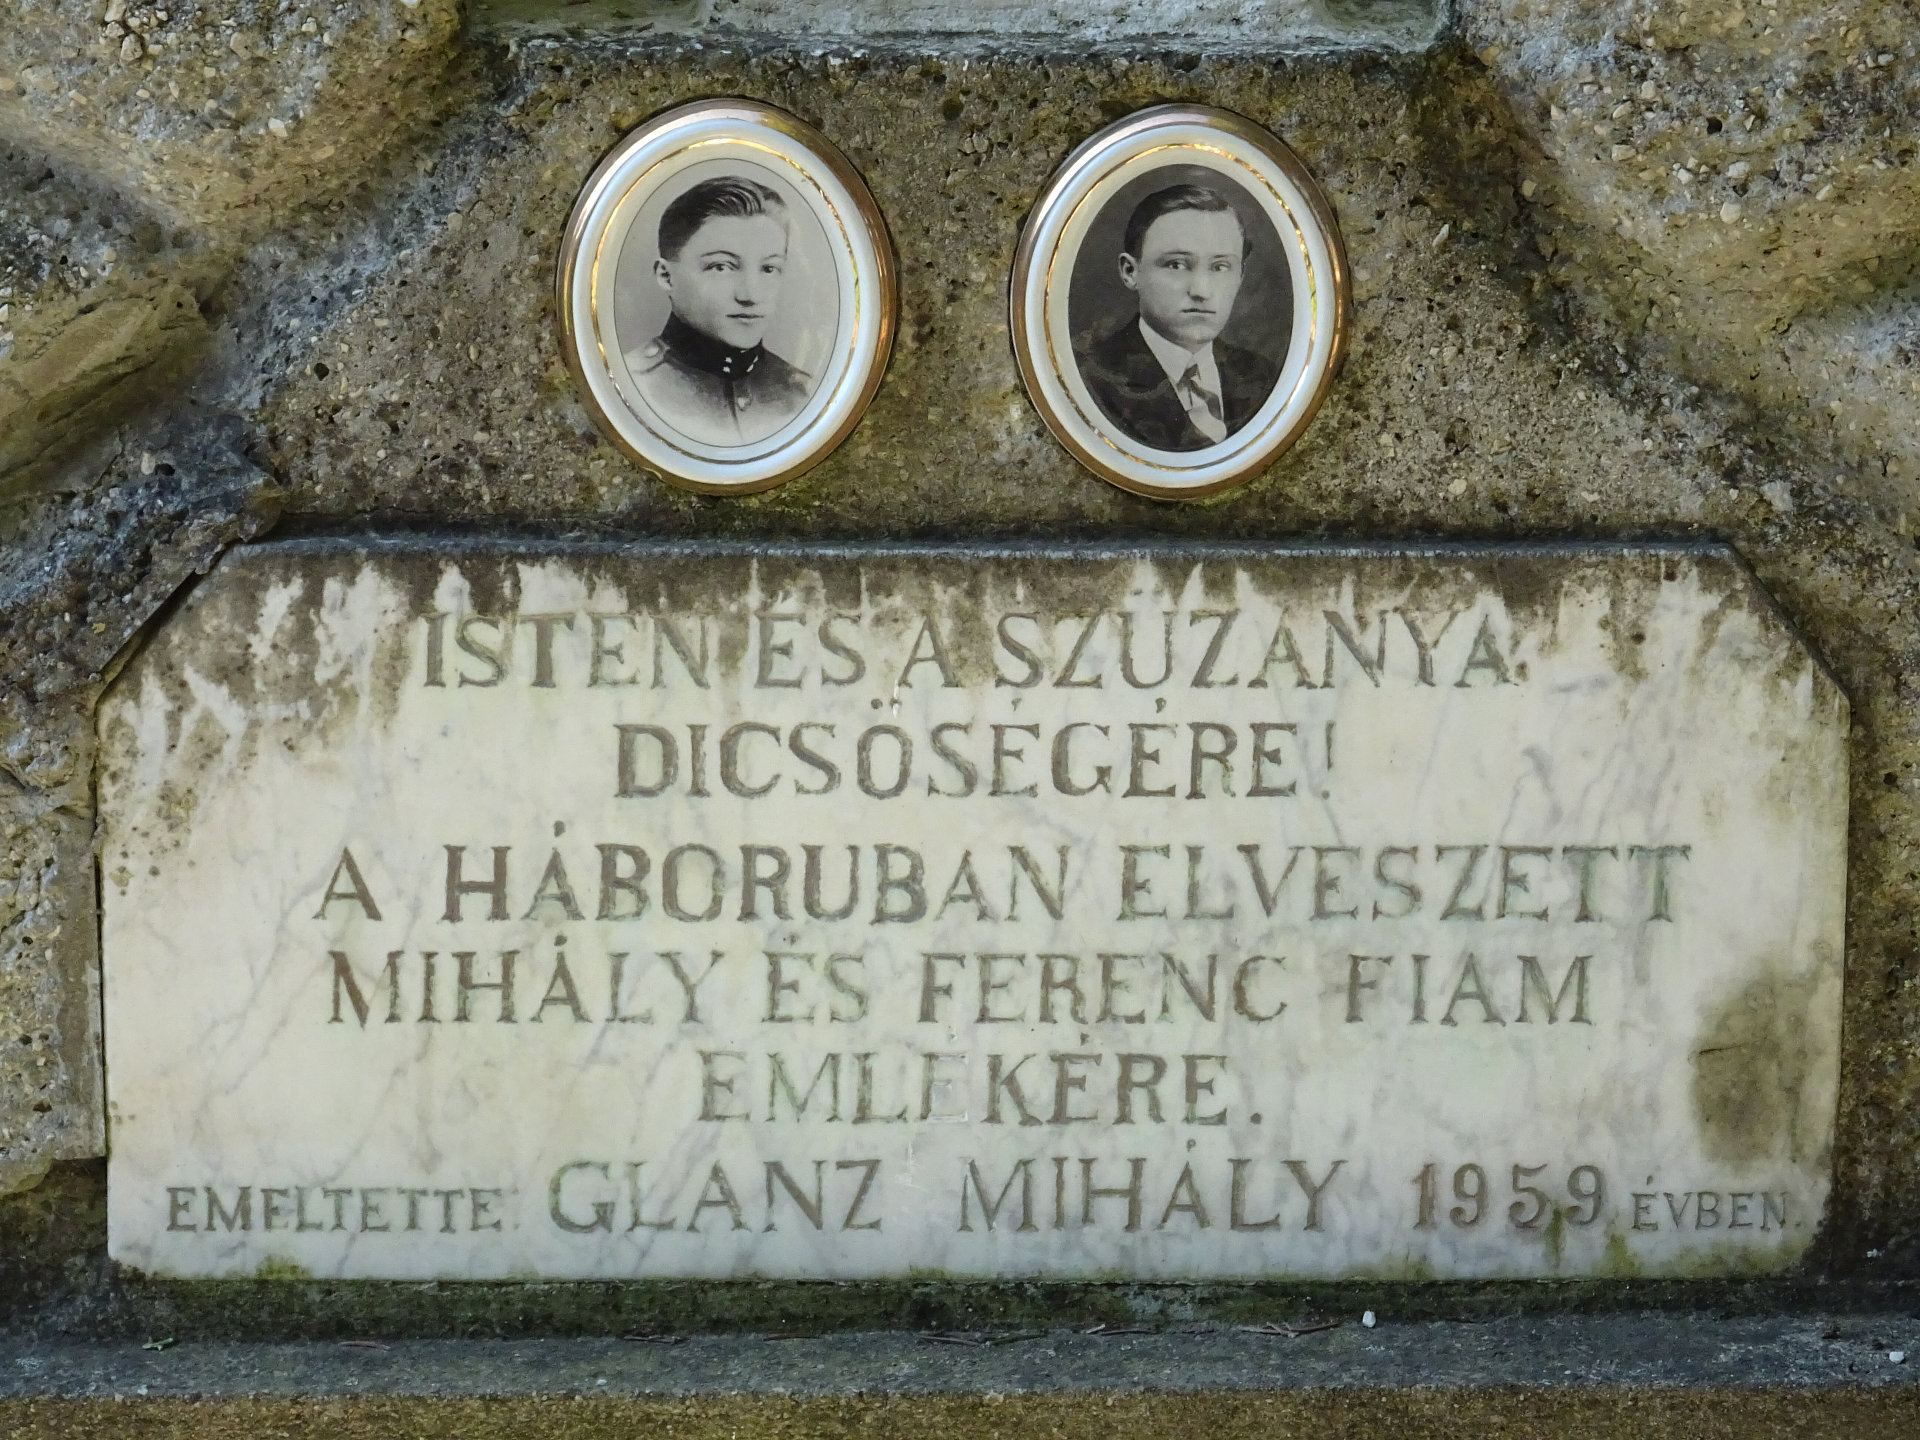 ISTEN ÉS A SZŰZANYA
DICSŐSÉGÉRE!
A HÁBORUBAN ELVESZETT
MIHÁLY ÉS FERENC FIAM
EMLÉKÉRE.
EMELTETTE: GLANZ MIHÁLY 1959 ÉVBEN.